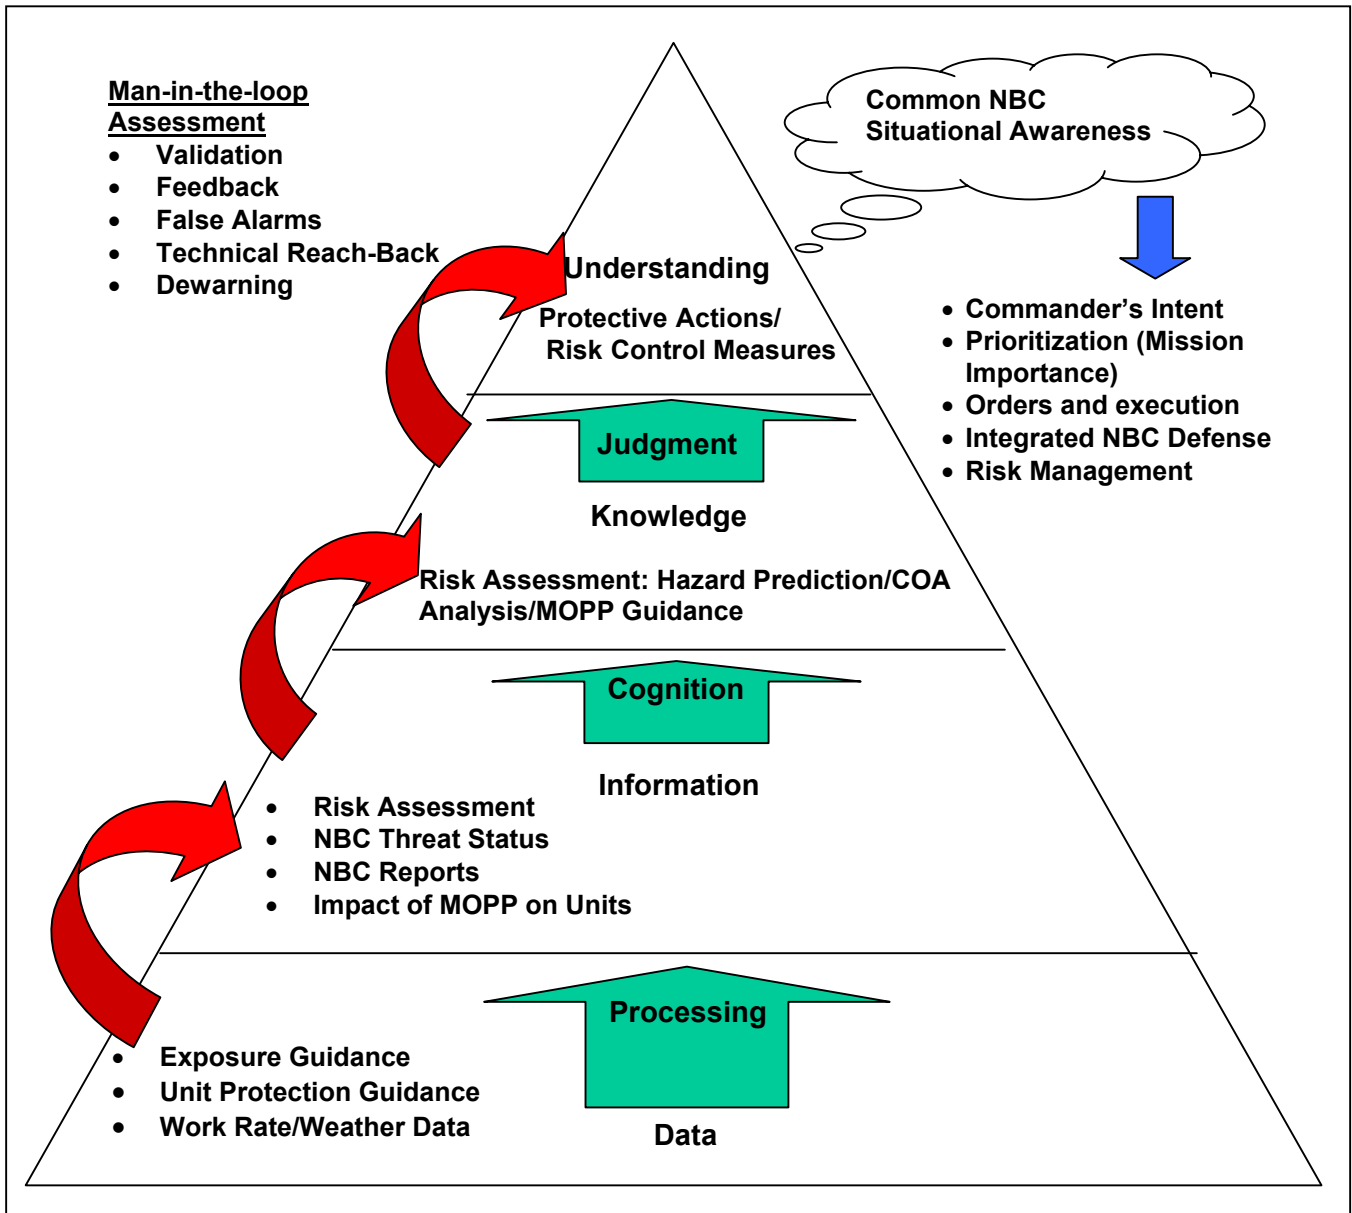 Man-in-the-loop
Assessment
• Validation
• Feedback
• False Alarms
• Technical Reach-Back
• Dewarning
Common NBC
Situational Awareness
• Commander’s Intent
• Prioritization (Mission
Importance)
• Orders and execution
• Integrated NBC Defense
• Risk Management
Understanding
Protective Actions/
Risk Control Measures
Judgment
Knowledge
Risk Assessment: Hazard Prediction/COA
Analysis/MOPP Guidance
Cognition
Information
• Risk Assessment
• NBC Threat Status
• NBC Reports
• Impact of MOPP on Units
Processing
• Exposure Guidance
• Unit Protection Guidance
• Work Rate/Weather Data
Data